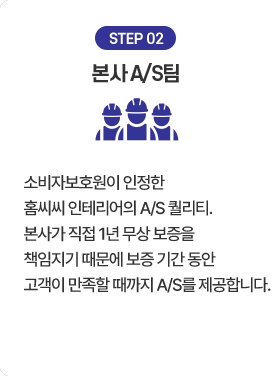 STEP 02
본사 A/S팀
소비자보호원이 인정한
홈씨씨 인테리어의 A/S 퀄리티.
본사가 직접 1년 무상 보증을
책임지기 때문에 보증 기간 동안
고객이 만족할 때까지 A/S를 제공합니다.